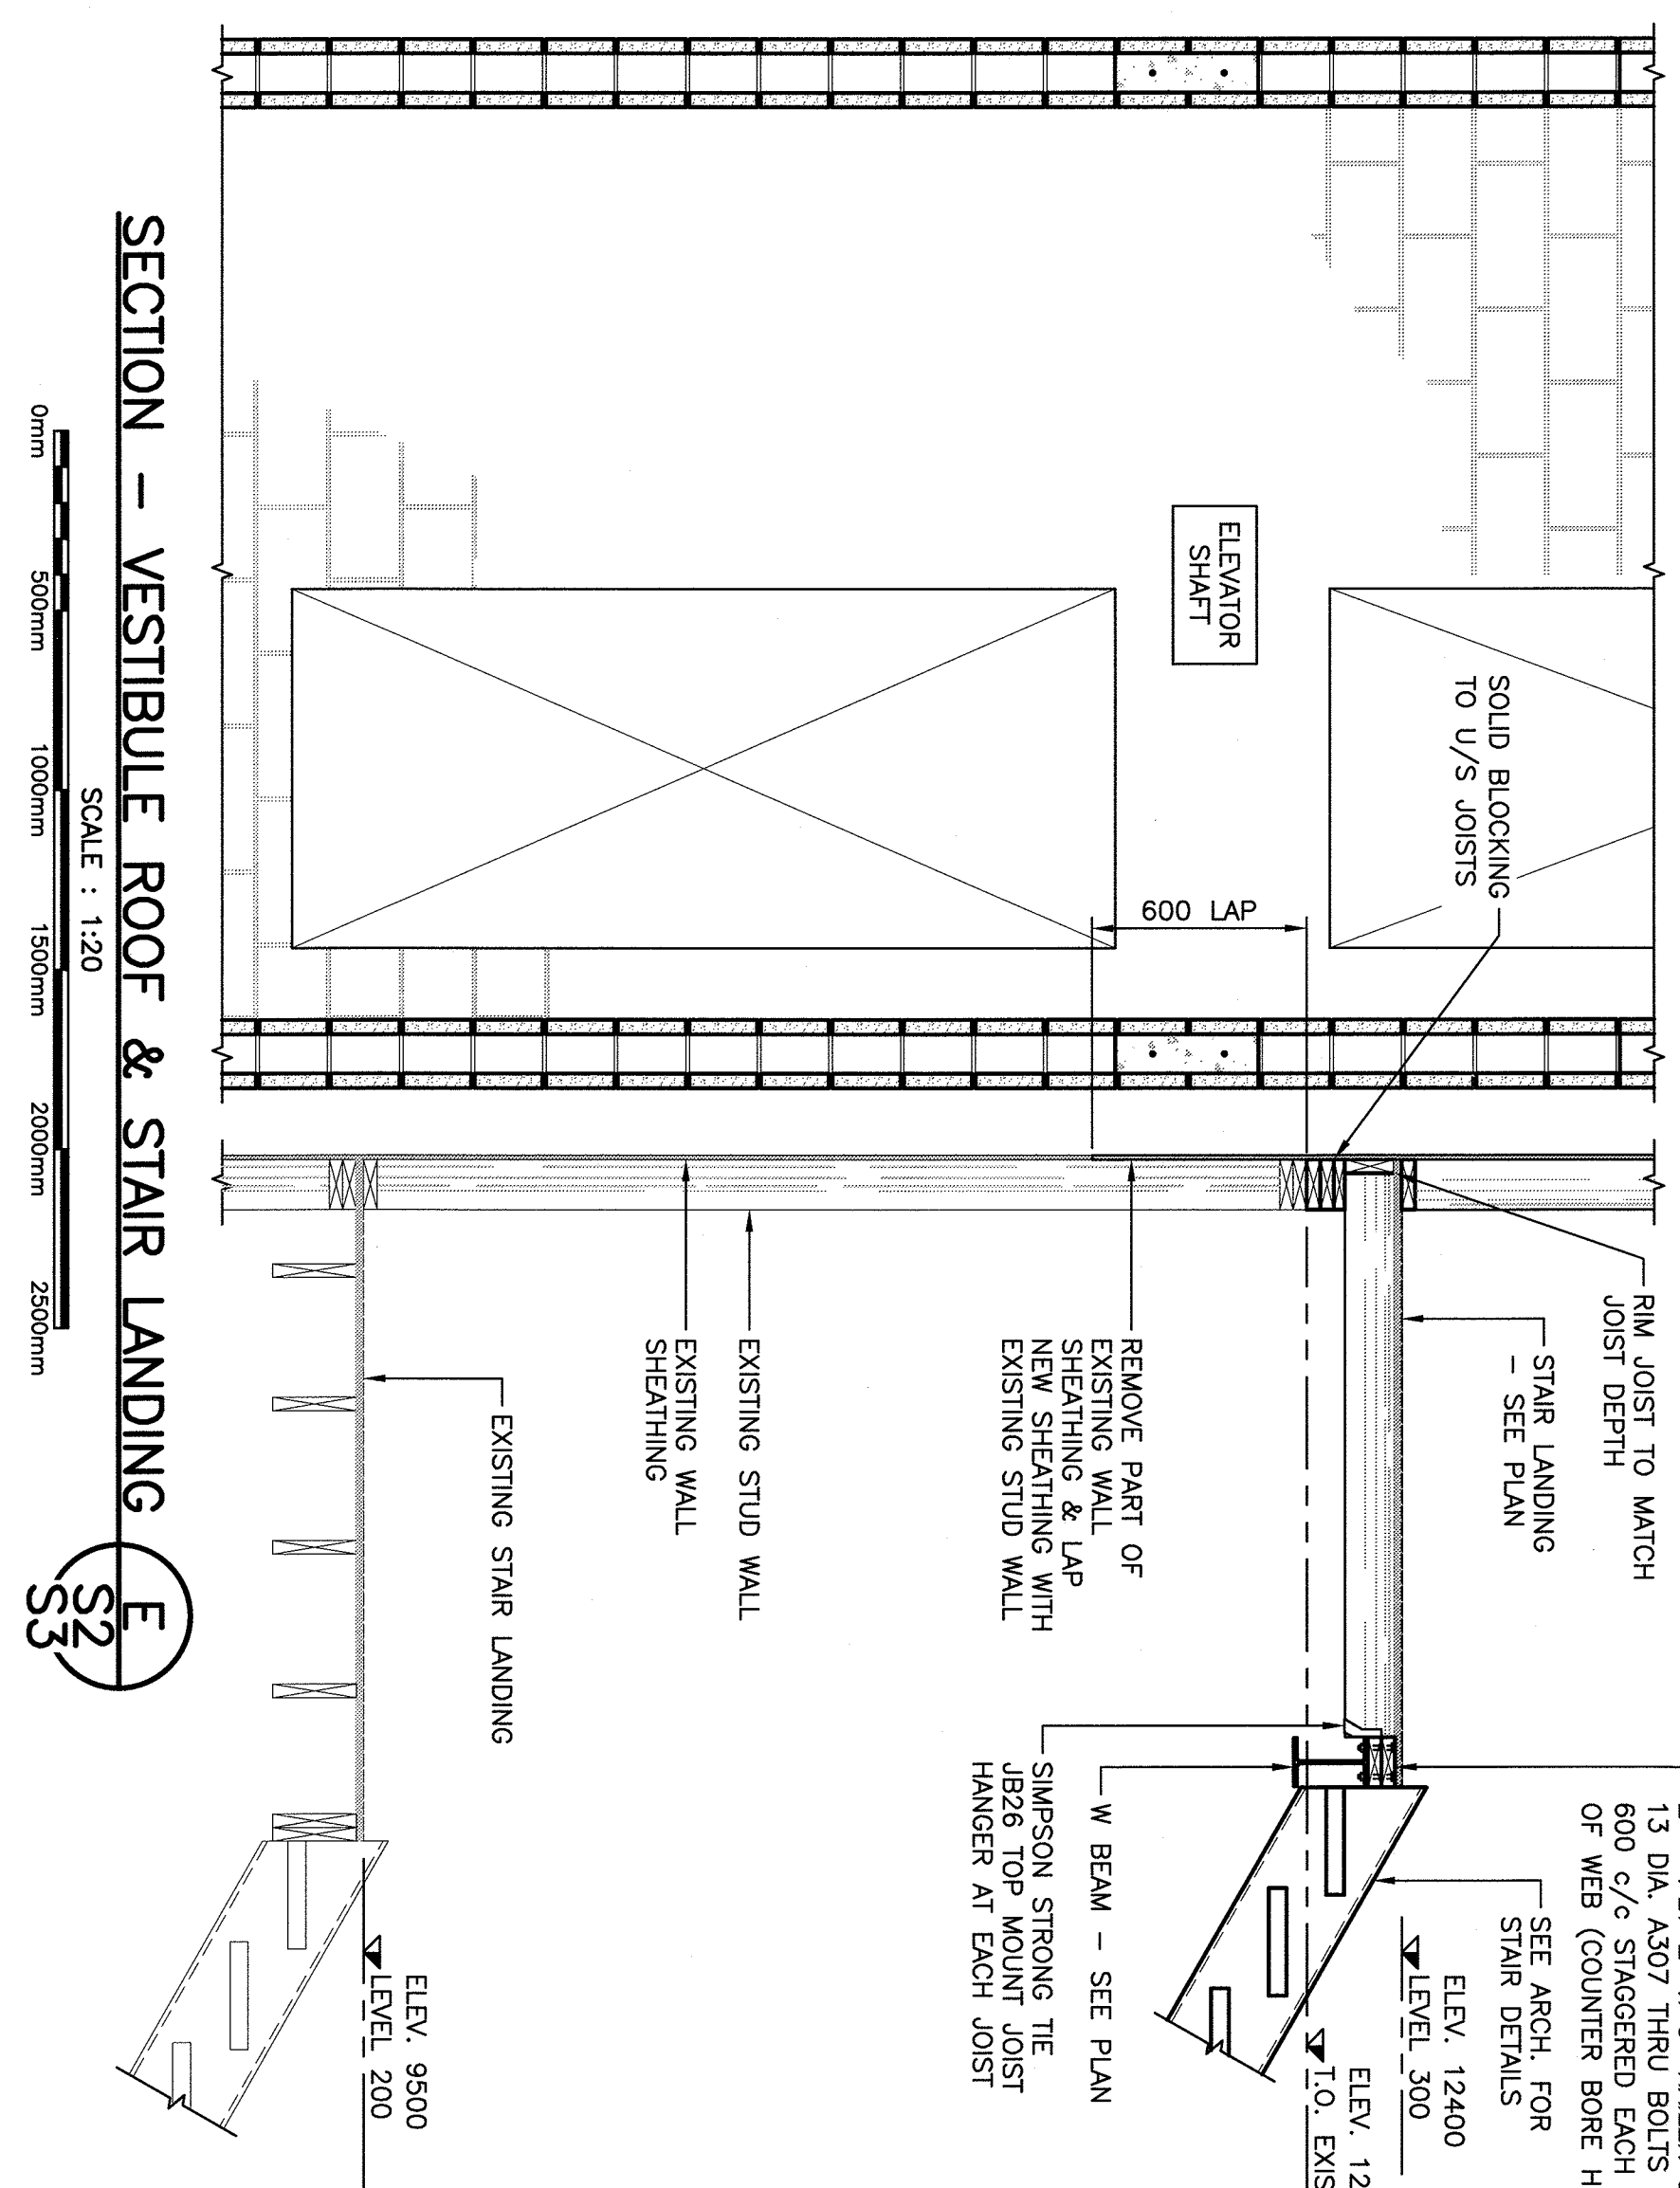 13 DIA. A307 THRU BOLTS
600 c/c STAGGERED EACH
OF WEB (COUNTER BORE
RIM JOIST TO MATCH
JOIST DEPTH
STAIR LANDING
- SEE PLAN
SEE ARCH. FOR
STAIR DETAILS
SOLID BLOCKING
TO U/S JOISTS
ELEV. 12400
LEVEL 300
ELEV.
T.O.
ELEVATOR
SHAFT
600 LAP
REMOVE PART OF
EXISTING WALL
SHEATHING & LAP
NEW SHEATHING WITH
EXISTING STUD WALL
W BEAM - SEE PLAN
SIMPSON STRONG TIE
JB26 TOP MOUNT JOIST
HANGER AT EACH JOIST
EXISTING STUD WALL
EXISTING WALL
SHEATHING
EXISTING STAIR LANDING
ELEV. 9500
LEVEL 200
SECTION - VESTIBULE ROOF & STAIR LANDING
E
S2
S3
SCALE : 1:20
0mm 500mm 1000mm 1500mm 2000mm 2500mm